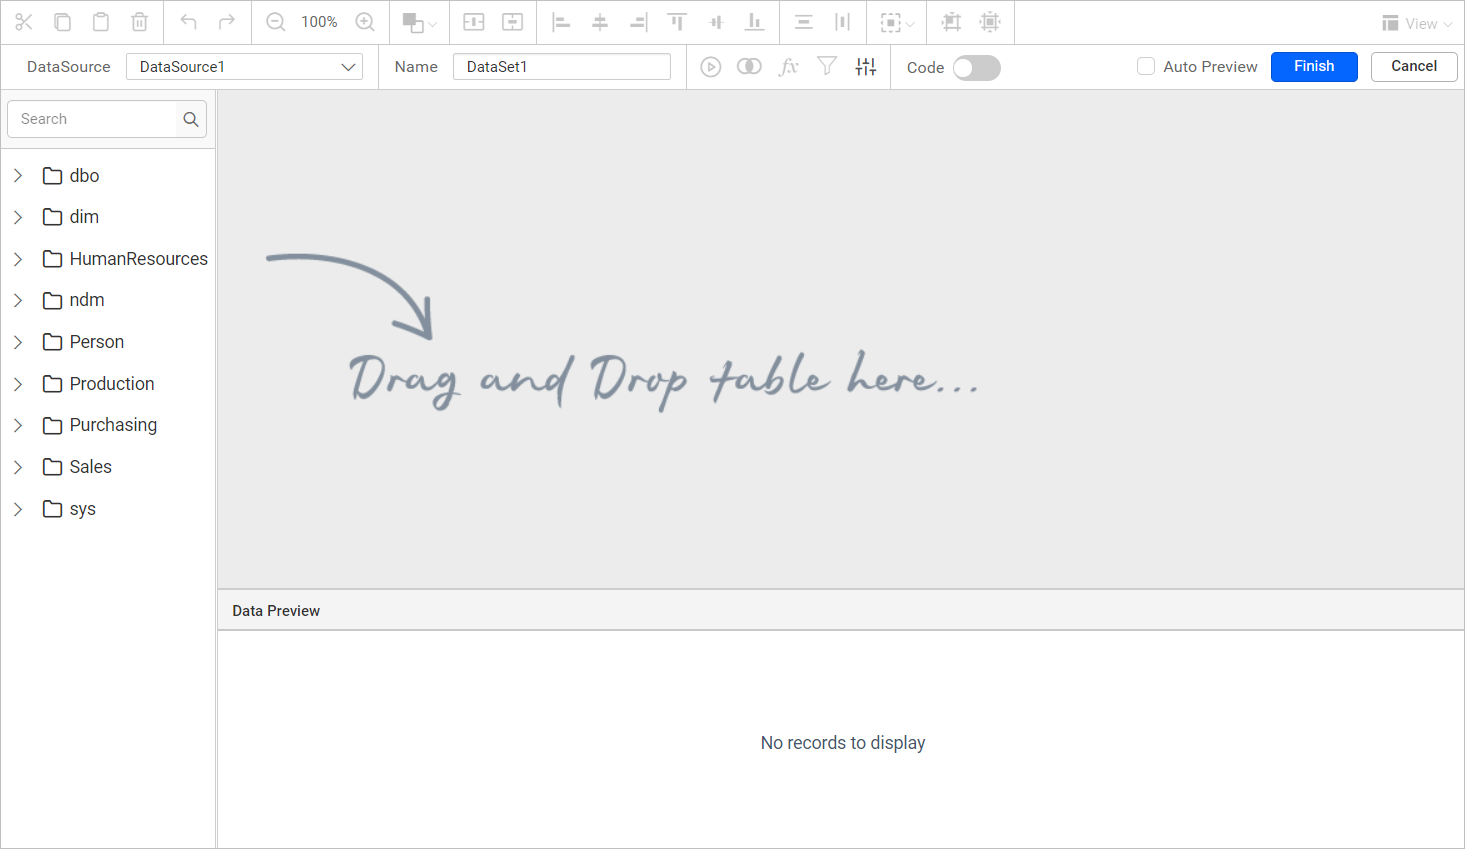 100%
View
DataSource DataSource1 Name DataSet1 fx Code Auto Preview Finish Cancel
Search
dbo
dim
HumanResources
ndm
Person
Production
Purchasing
Sales
sys
Drag and Drop table here...
Data Preview
No records to display